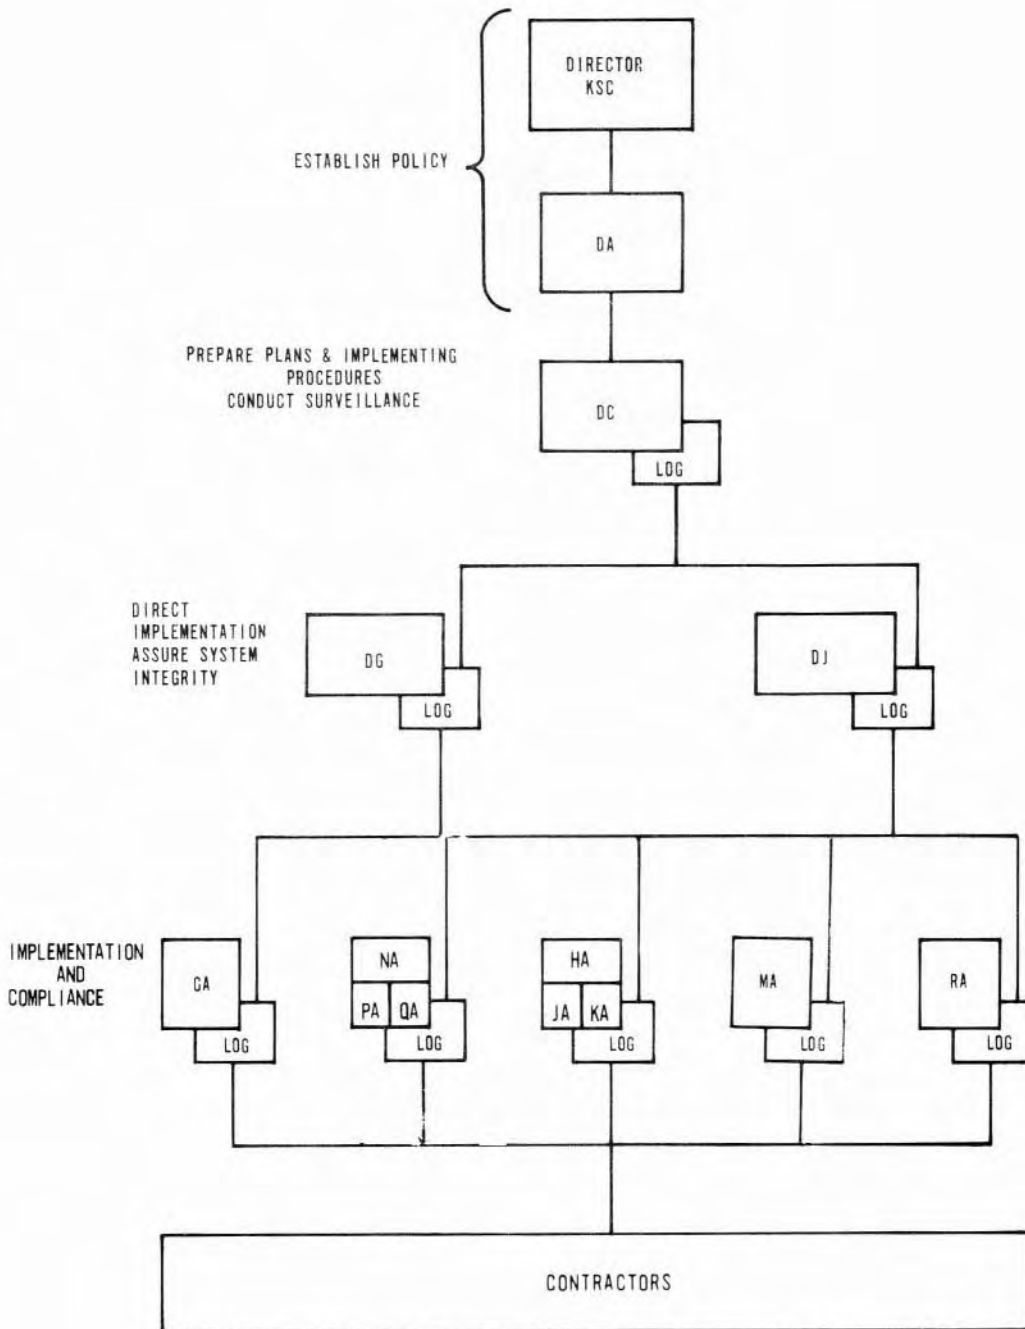 DIRECTOR
KSC
ESTABLISH POLICY
DA
PREPARE PLANS & IMPLEMENTING
PROCEDURES
CONDUCT SURVEILLANCE
DC
LOG
DIRECT
IMPLEMENTATION
ASSURE SYSTEM
INTEGRITY
DG
LOG
DJ
LOG
IMPLEMENTATION
AND
COMPLIANCE
GA
LOG
NA
PA QA
LOG
HA
JA KA
LOG
MA
LOG
RA
LOG
CONTRACTORS